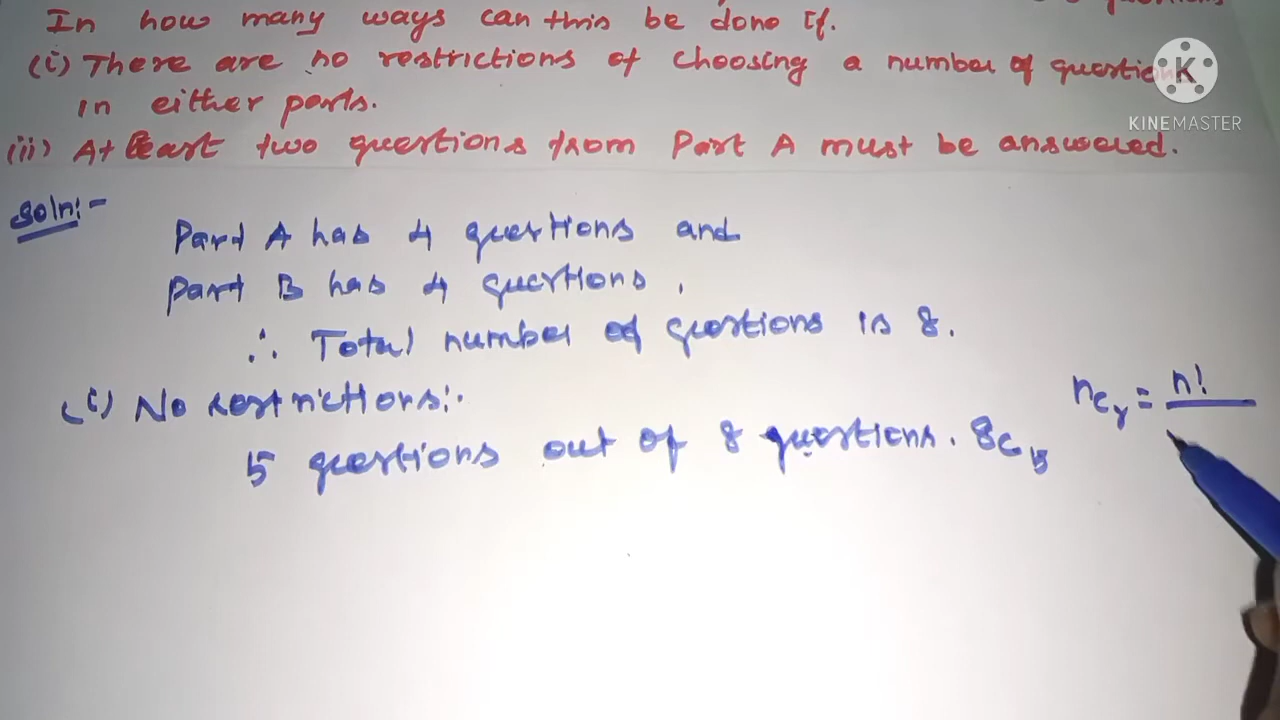 In how many ways can this be done If.
(i) There are no restrictions of choosing a number of question
in either parts.
(ii) At least two questions from Part A must be answered.
Soln:-
Part A has 4 questions and
Part B has 4 questions.
∴ Total number of questions is 8.
(i) No restrictions:-
5 questions out of 8 questions. 8C5
nCr = n!
K
KINEMASTER